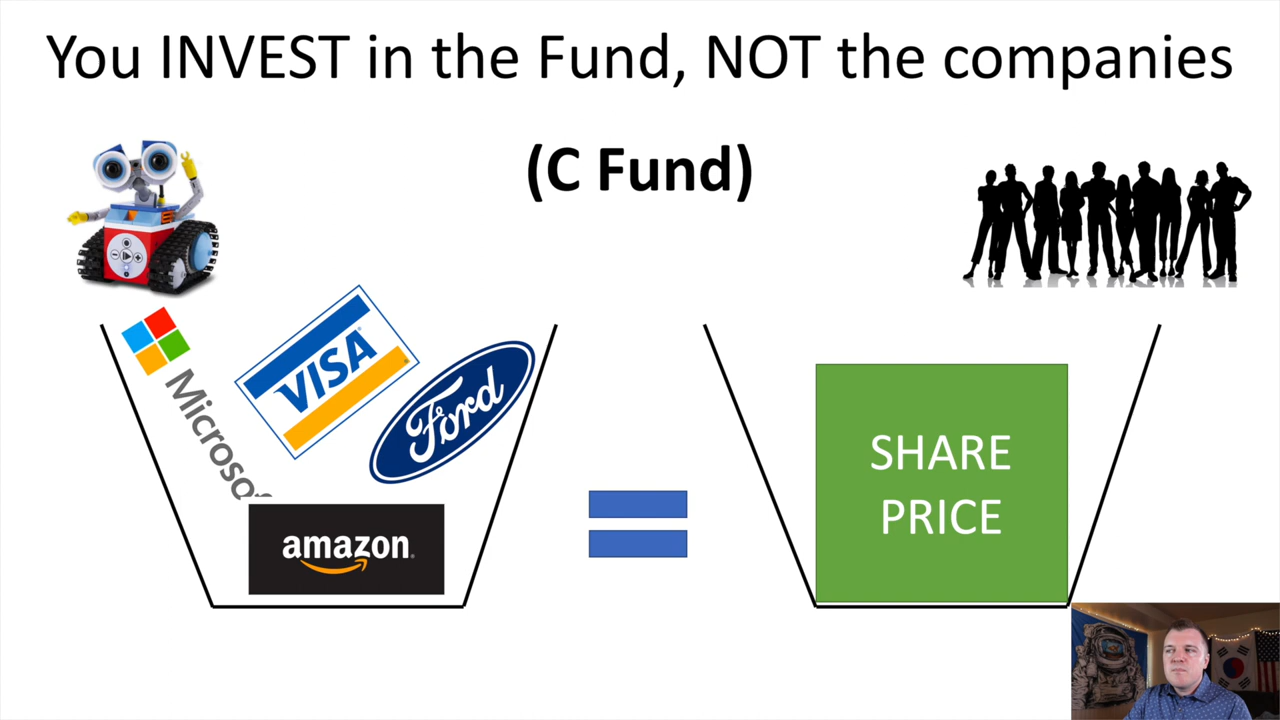 You INVEST in the Fund, NOT the companies
(C Fund)
Microsof
VISA
Ford
amazon
SHARE
PRICE